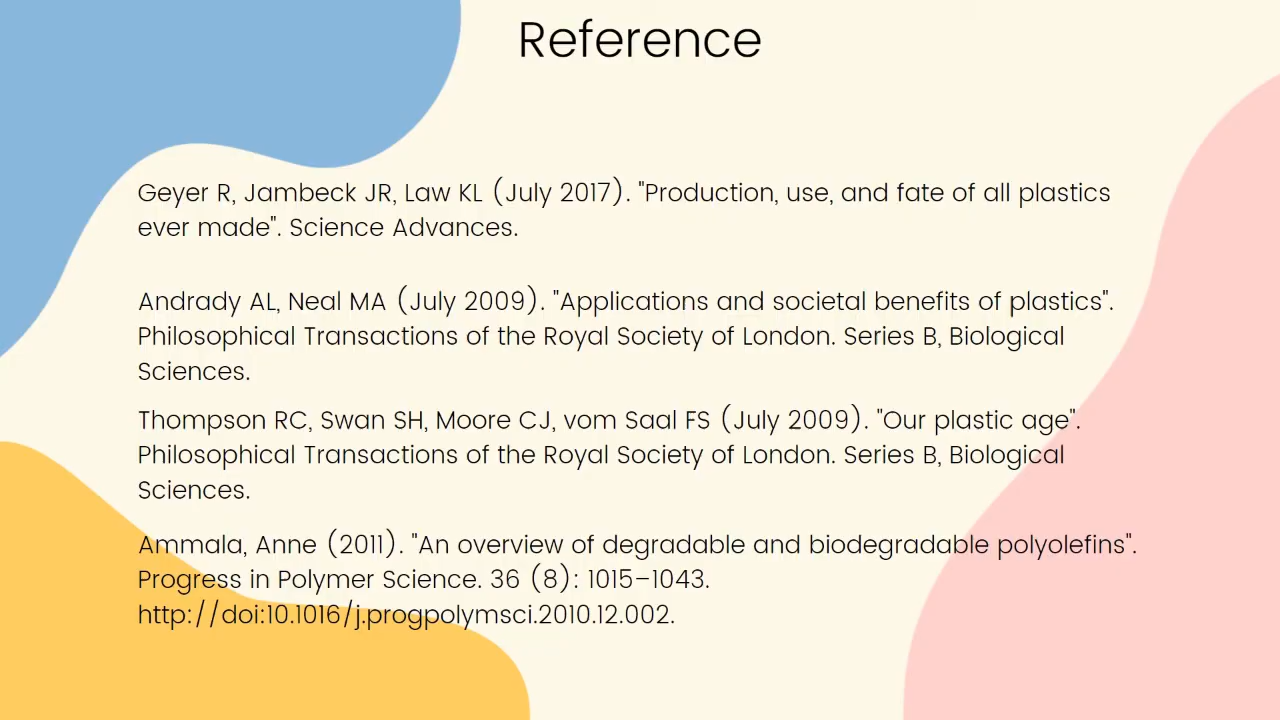 Reference
Geyer R, Jambeck JR, Law KL (July 2017). "Production, use, and fate of all plastics
ever made". Science Advances.
Andrady AL, Neal MA (July 2009). "Applications and societal benefits of plastics".
Philosophical Transactions of the Royal Society of London. Series B, Biological
Sciences.
Thompson RC, Swan SH, Moore CJ, vom Saal FS (July 2009). "Our plastic age".
Philosophical Transactions of the Royal Society of London. Series B, Biological
Sciences.
Ammala, Anne (2011). "An overview of degradable and biodegradable polyolefins".
Progress in Polymer Science. 36 (8): 1015–1043.
http://doi:10.1016/j.progpolymsci.2010.12.002.